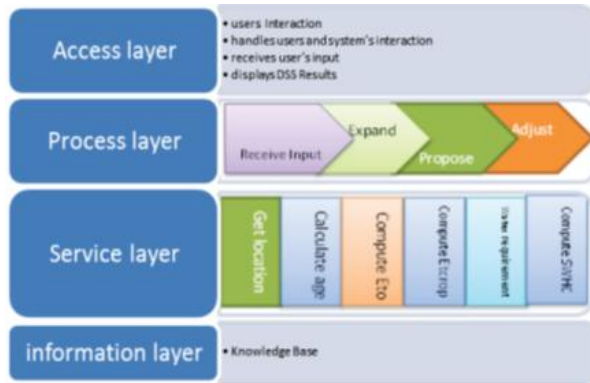 Access layer
• users Interaction
• handles users and system's interaction
• receives user's input
• displays DSS Results
Process layer
Receive Input
Expand
Propose
Adjust
Service layer
Get location
Calculate age
Compute Eto
Compute Etcrop
Water requirement
Compute SWHC
information layer
• Knowledge Base